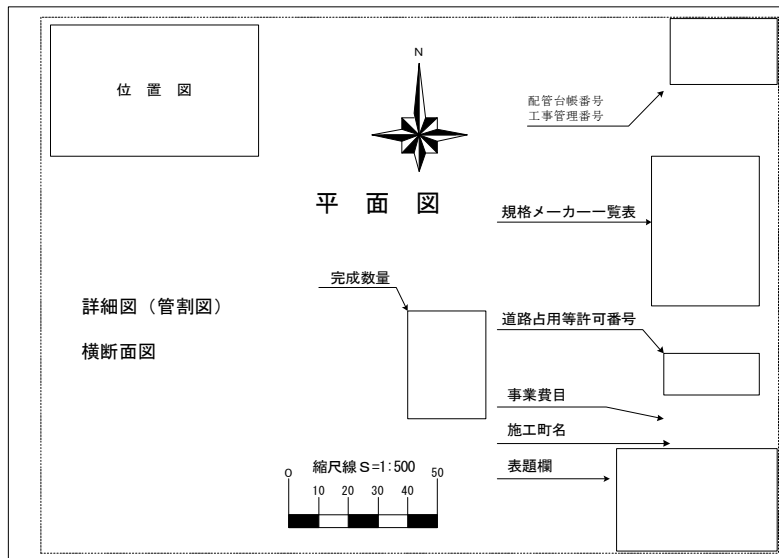 位 置 図
N
配管台帳番号
工事管理番号
平 面 図
規格メーカー一覧表
完成数量
詳細図（管割図）
道路占用等許可番号
横断面図
事業費目
施工町名
縮尺線S=1:500
表題欄
0 50
10 20 30 40